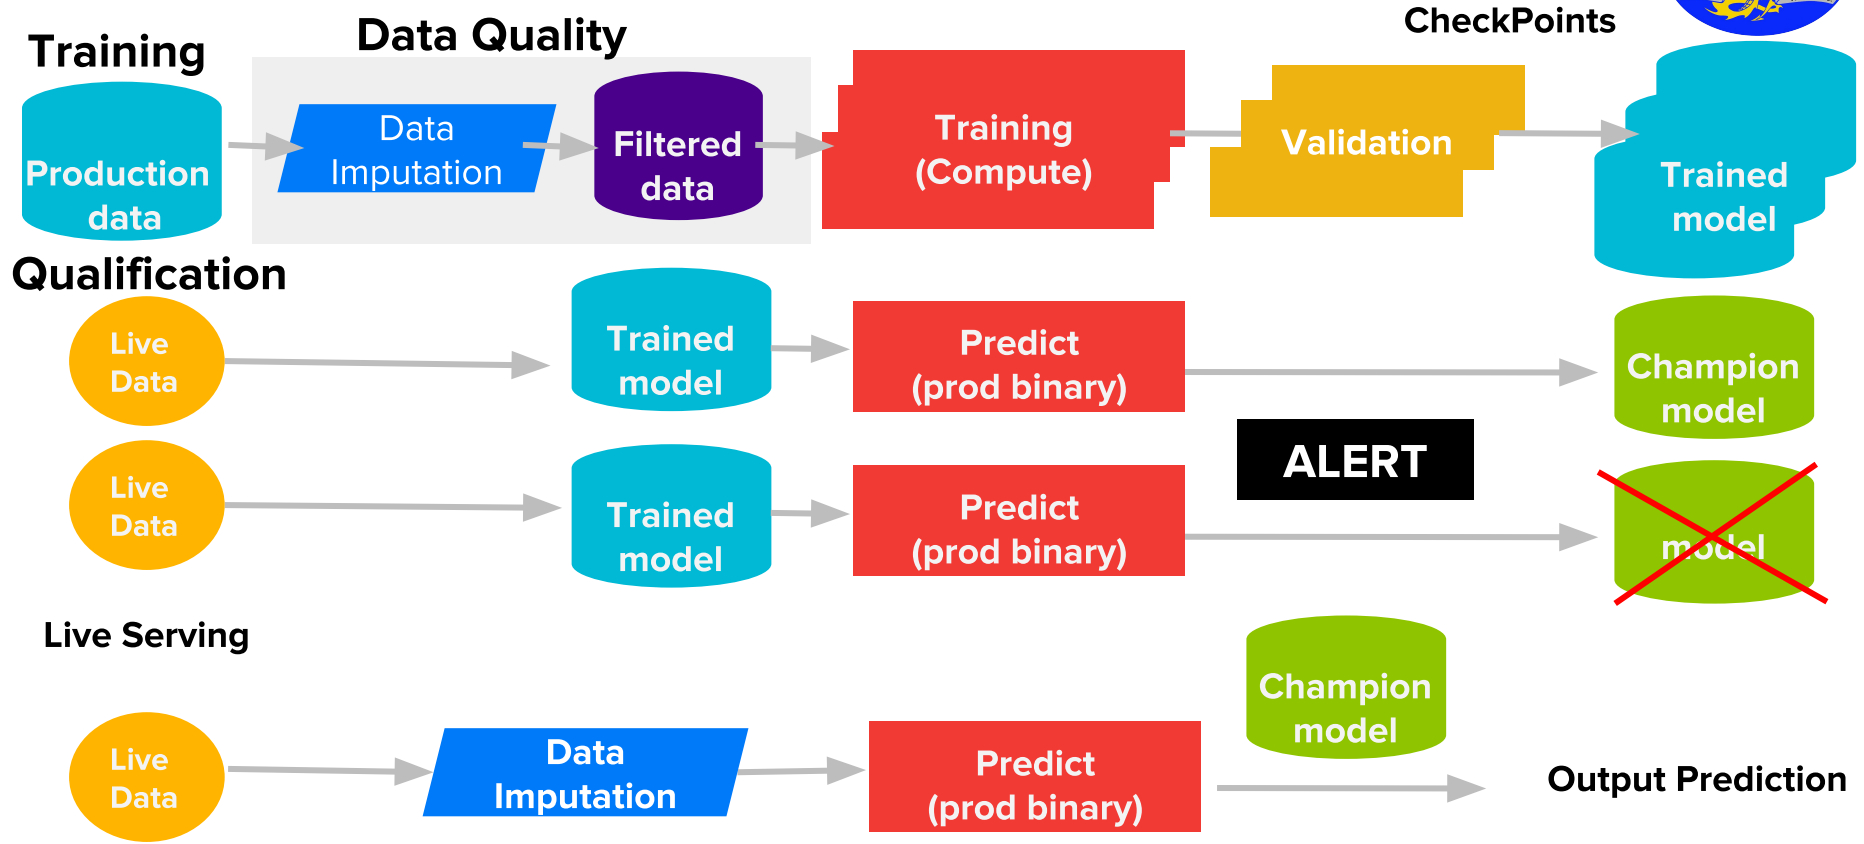 Training
Data Quality
CheckPoints
Production
data
Data
Imputation
Filtered
data
Training
(Compute)
Validation
Trained
model
Qualification
Live
Data
Trained
model
Predict
(prod binary)
Champion
model
ALERT
Live
Data
Trained
model
Predict
(prod binary)
model
Live Serving
Live
Data
Data
Imputation
Predict
(prod binary)
Champion
model
Output Prediction